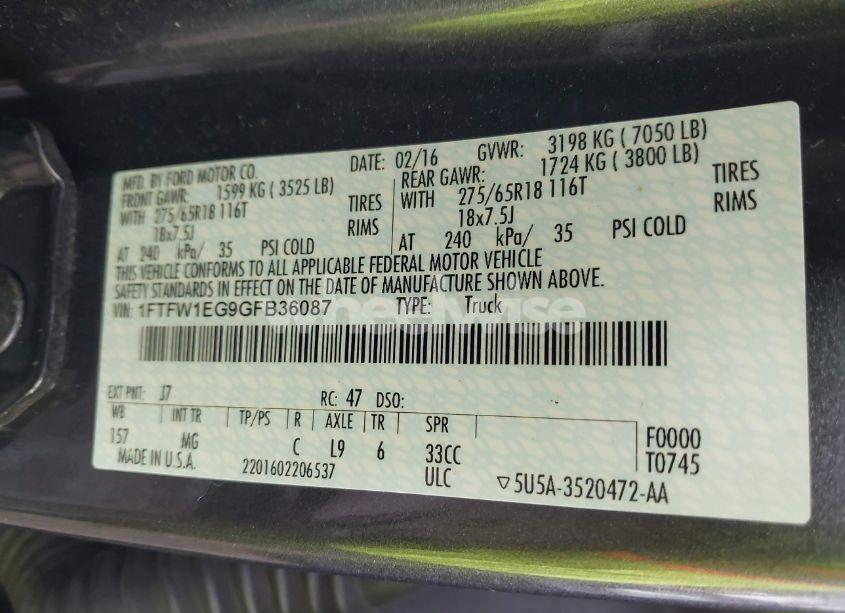 MFD. BY FORD MOTOR CO. DATE: 02/16 GVWR: 3198 KG ( 7050 LB)
FRONT GAWR: 1599 KG ( 3525 LB) REAR GAWR: 1724 KG ( 3800 LB)
WITH 275/65R18 116T TIRES WITH 275/65R18 116T TIRES
18x7.5J RIMS 18x7.5J RIMS
AT 240 kPa/ 35 PSI COLD AT 240 kPa/ 35 PSI COLD
THIS VEHICLE CONFORMS TO ALL APPLICABLE FEDERAL MOTOR VEHICLE
SAFETY STANDARDS IN EFFECT ON THE DATE OF MANUFACTURE SHOWN ABOVE.
VIN: 1FTFW1EG9GFB36087 TYPE: Truck
wheelwise
EXT PNT: J7 RC: 47 DSO:
WB INT TR TP/PS R AXLE TR SPR
157 MG C L9 6 33CC F0000
MADE IN U.S.A. 2201602206537 ULC T0745
▽5U5A-3520472-AA